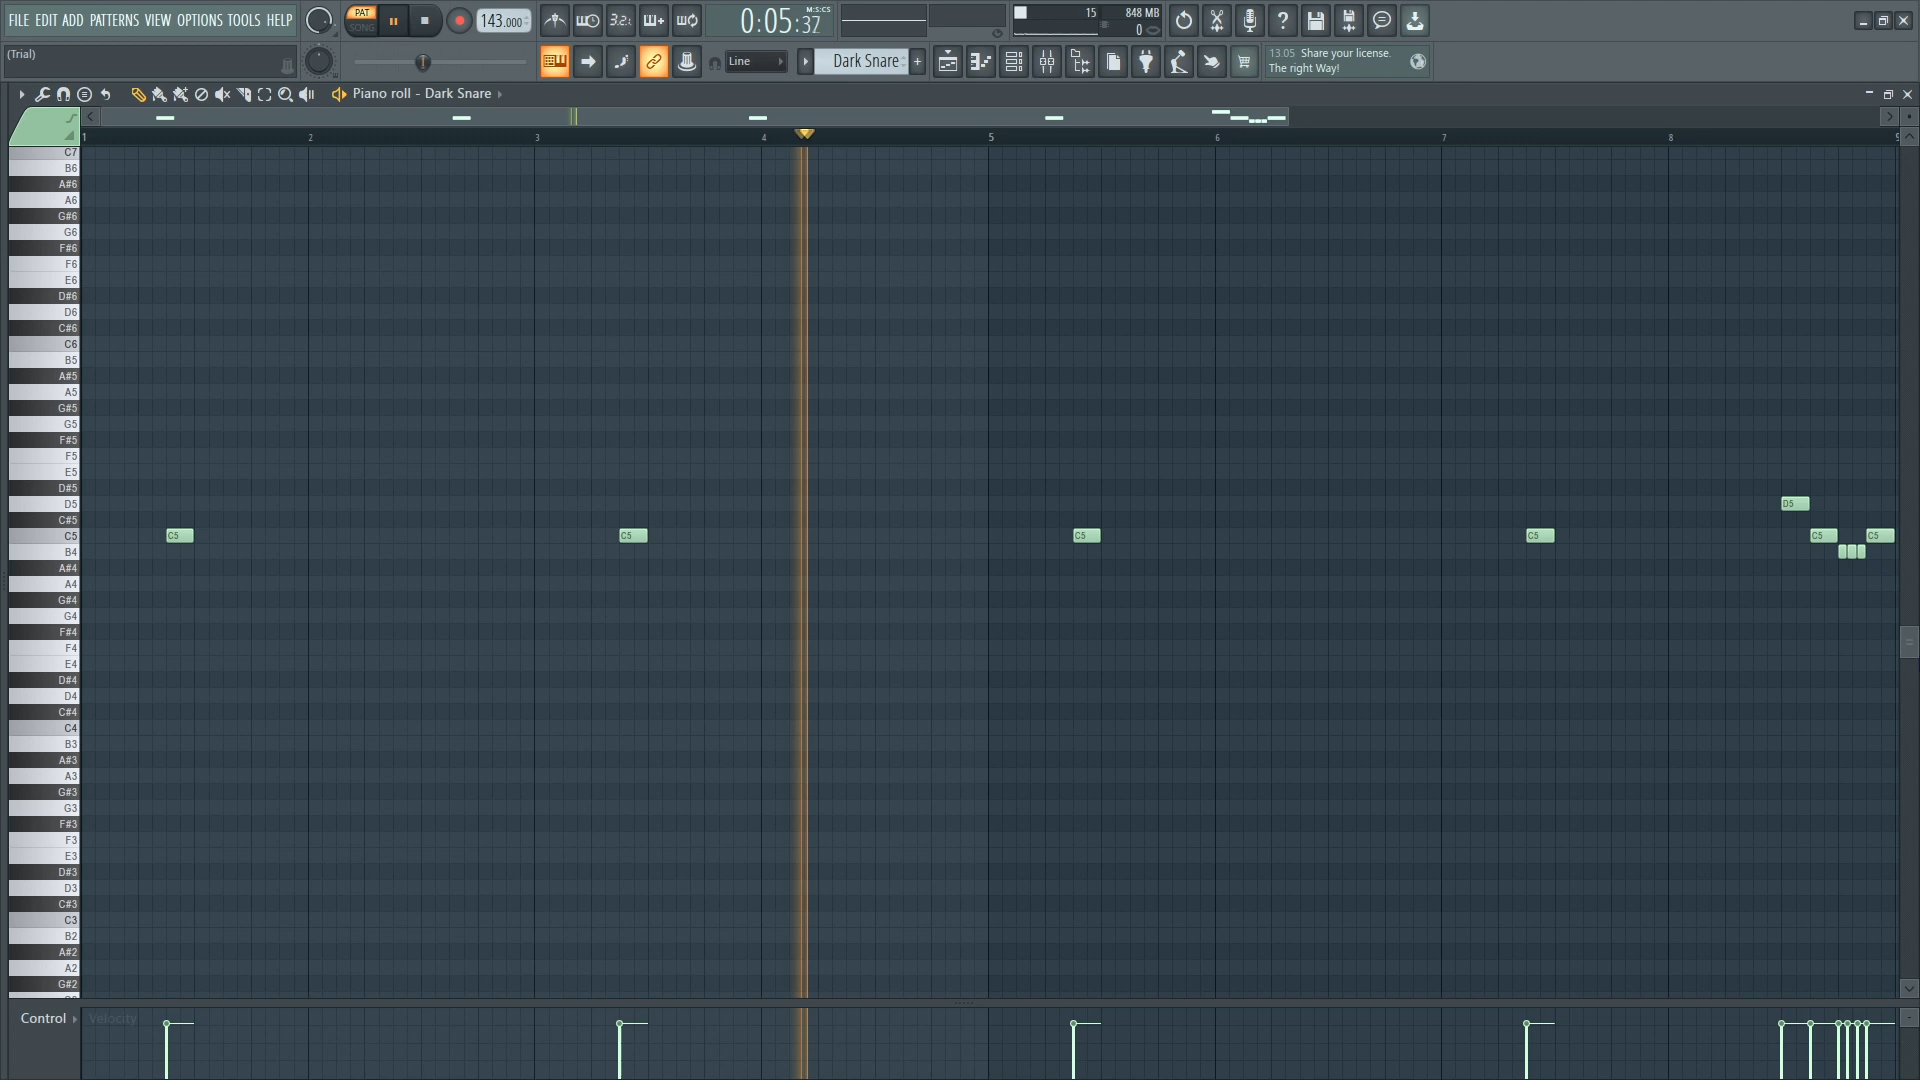 FILE EDIT ADD PATTERNS VIEW OPTIONS TOOLS HELP
PAT
SONG
143.000
3.2.
0:05:37
M:S:CS
15
848 MB
0
(Trial)
Line
Dark Snare
13.05 Share your license.
The right Way!
Piano roll - Dark Snare
1 2 3 4 5 6 7 8 9
C7
B6
A#6
A6
G#6
G6
F#6
F6
E6
D#6
D6
C#6
C6
B5
A#5
A5
G#5
G5
F#5
F5
E5
D#5
D5 D5
C#5
C5 C5 C5 C5 C5 C5 C5
B4
A#4
A4
G#4
G4
F#4
F4
E4
D#4
D4
C#4
C4
B3
A#3
A3
G#3
G3
F#3
F3
E3
D#3
D3
C#3
C3
B2
A#2
A2
G#2
Control Velocity